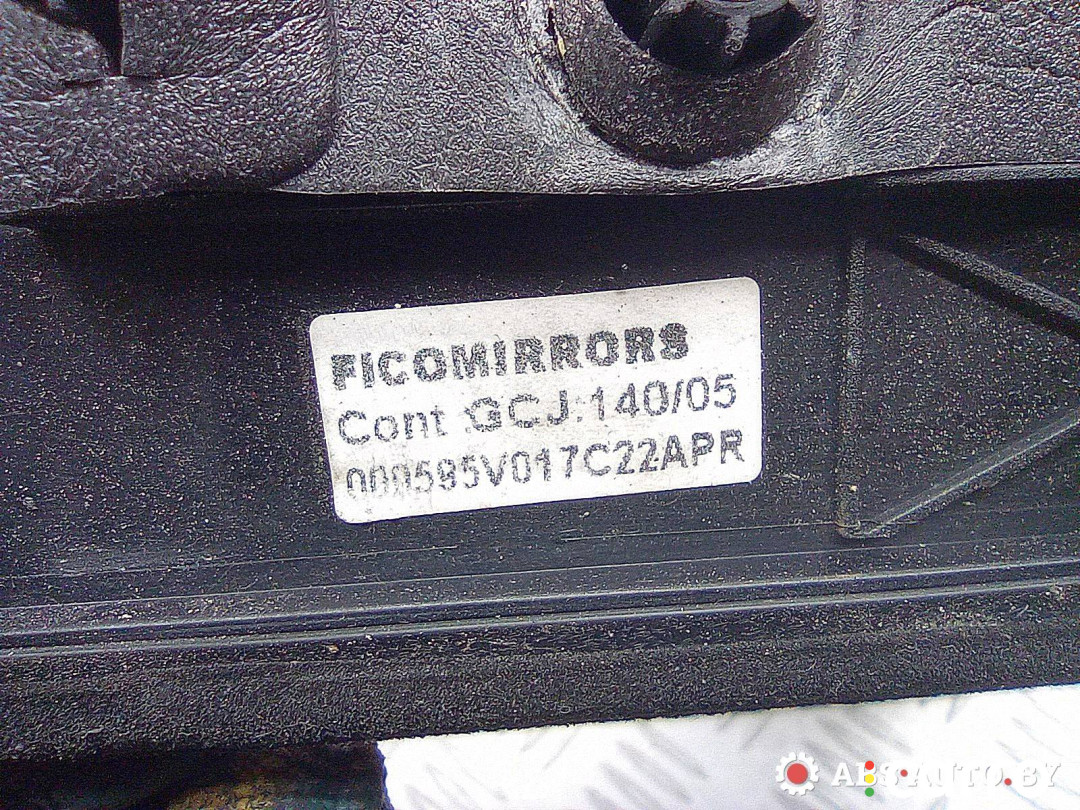 FICOMIRRORS
Cont :GCJ:140/05
000595V017C22APR
ABSAUTO.BY